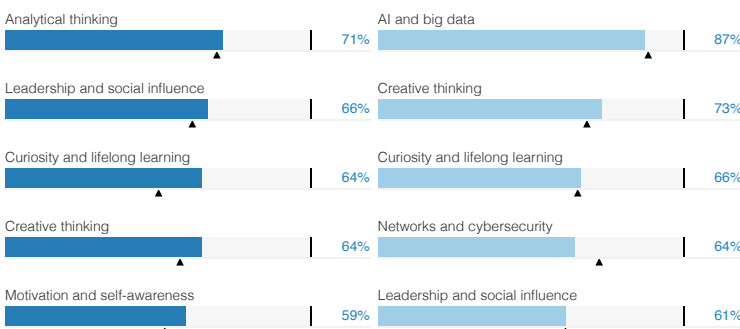 Analytical thinking
71%
Leadership and social influence
66%
Curiosity and lifelong learning
64%
Creative thinking
64%
Motivation and self-awareness
59%
AI and big data
87%
Creative thinking
73%
Curiosity and lifelong learning
66%
Networks and cybersecurity
64%
Leadership and social influence
61%